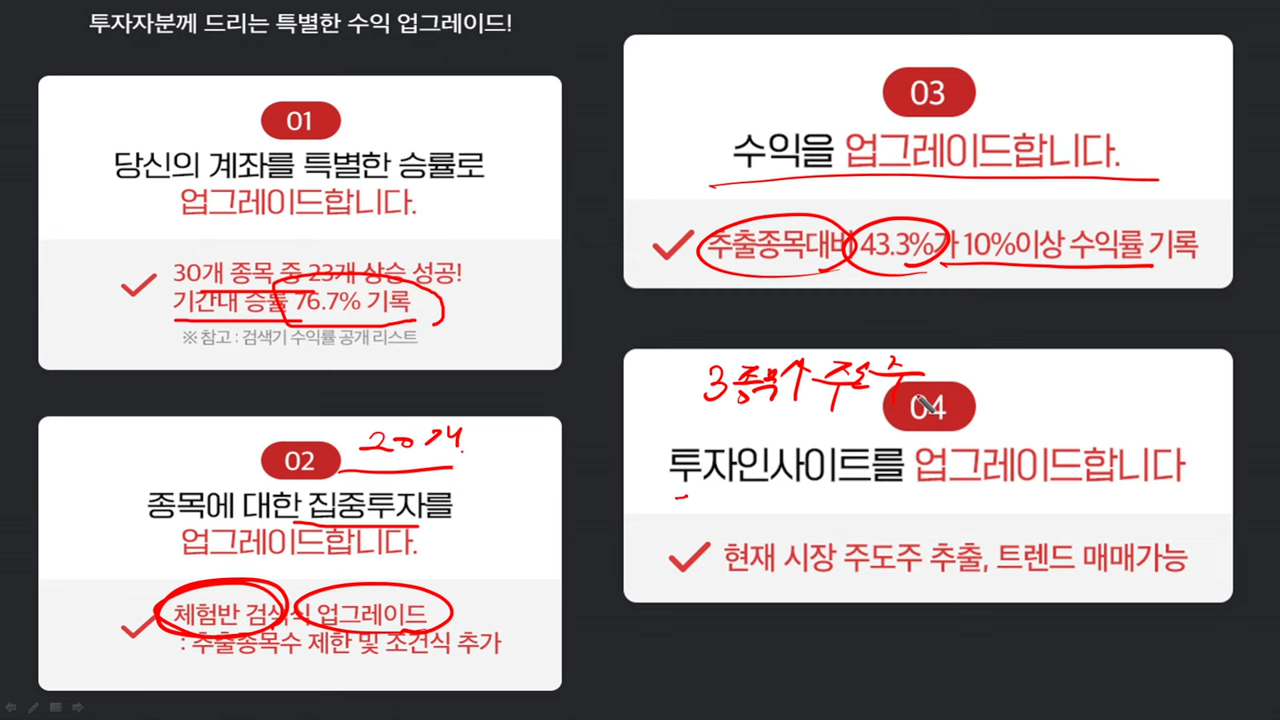 투자자분께 드리는 특별한 수익 업그레이드!
01
당신의 계좌를 특별한 승률로
업그레이드합니다.
30개 종목 중 23개 상승 성공!
기간대 승률 76.7% 기록
※ 참고 : 검색기 수익률 공개 리스트
20개
02
종목에 대한 집중투자를
업그레이드합니다.
체험반 검색식 업그레이드
: 추출종목수 제한 및 조건식 추가
03
수익을 업그레이드합니다.
추출종목대비 43.3%가 10%이상 수익률 기록
3종목↑ 주도주
04
투자인사이트를 업그레이드합니다
현재 시장 주도주 추출, 트렌드 매매가능